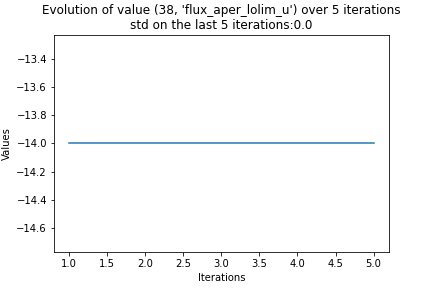 Evolution of value (38, 'flux_aper_lolim_u') over 5 iterations
std on the last 5 iterations:0.0
Values
−13.4
−13.6
−13.8
−14.0
−14.2
−14.4
−14.6
1.0 1.5 2.0 2.5 3.0 3.5 4.0 4.5 5.0
Iterations